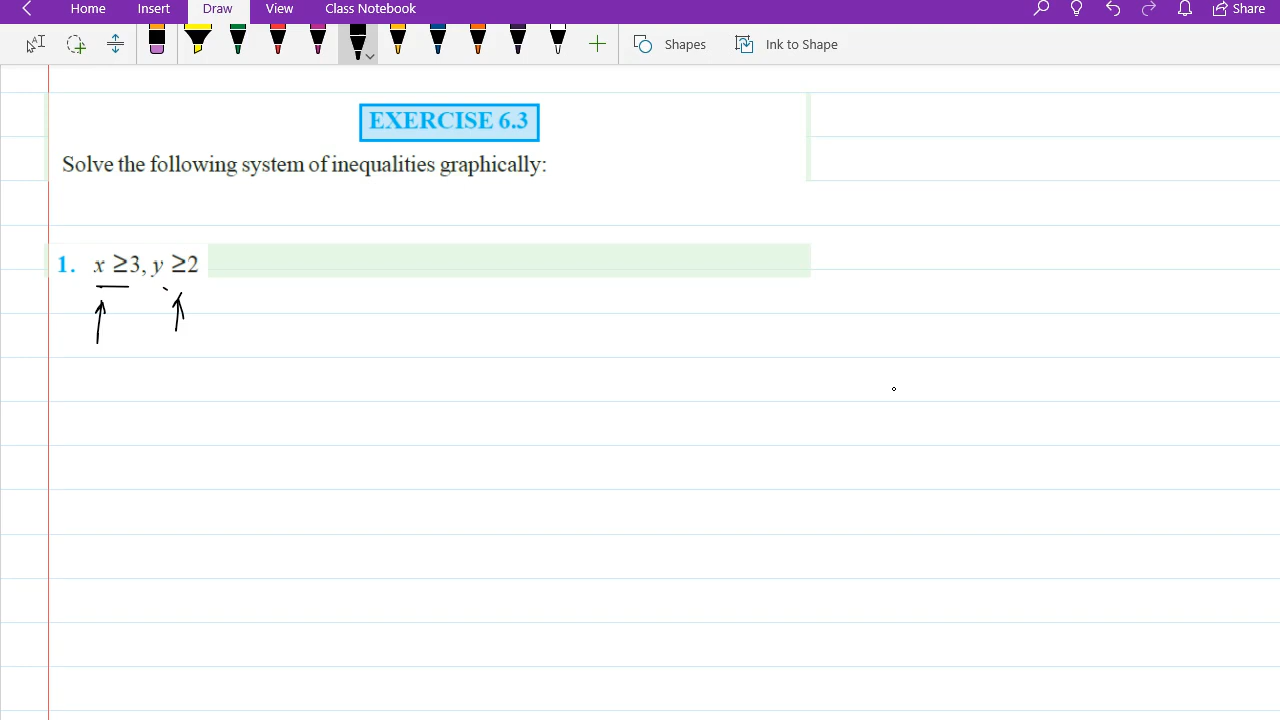 Home Insert Draw View Class Notebook Share
Shapes Ink to Shape
EXERCISE 6.3
Solve the following system of inequalities graphically:
1. x ≥3, y ≥2